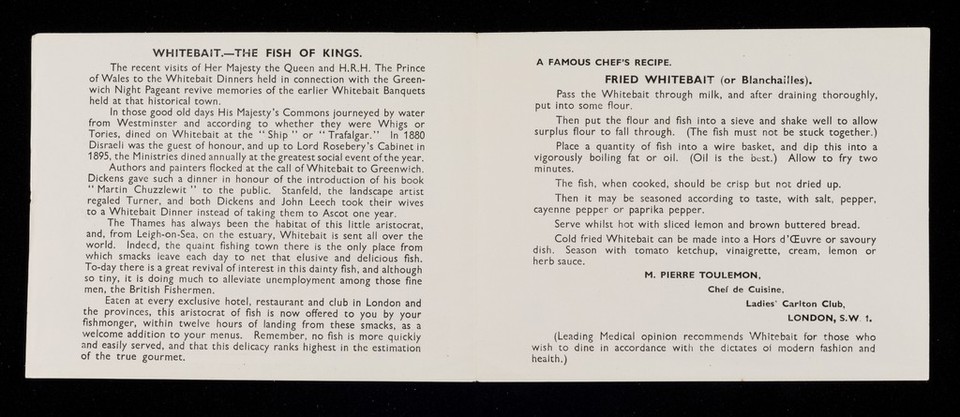 WHITEBAIT.—THE FISH OF KINGS.
The recent visits of Her Majesty the Queen and H.R.H. The Prince
of Wales to the Whitebait Dinners held in connection with the Green-
wich Night Pageant revive memories of the earlier Whitebait Banquets
held at that historical town.
In those good old days His Majesty's Commons journeyed by water
from Westminster and according to whether they were Whigs or
Tories, dined on Whitebait at the "Ship" or "Trafalgar." In 1880
Disraeli was the guest of honour, and up to Lord Rosebery's Cabinet in
1895, the Ministries dined annually at the greatest social event of the year.
Authors and painters flocked at the call of Whitebait to Greenwich.
Dickens gave such a dinner in honour of the introduction of his book
"Martin Chuzzlewit" to the public. Stanfeld, the landscape artist
regaled Turner, and both Dickens and John Leech took their wives
to a Whitebait Dinner instead of taking them to Ascot one year.
The Thames has always been the habitat of this little aristocrat,
and, from Leigh-on-Sea, on the estuary, Whitebait is sent all over the
world. Indeed, the quaint fishing town there is the only place from
which smacks leave each day to net that elusive and delicious fish.
To-day there is a great revival of interest in this dainty fish, and although
so tiny, it is doing much to alleviate unemployment among those fine
men, the British Fishermen.
Eaten at every exclusive hotel, restaurant and club in London and
the provinces, this aristocrat of fish is now offered to you by your
fishmonger, within twelve hours of landing from these smacks, as a
welcome addition to your menus. Remember, no fish is more quickly
and easily served, and that this delicacy ranks highest in the estimation
of the true gourmet.
A FAMOUS CHEF'S RECIPE.
FRIED WHITEBAIT (or Blanchailles).
Pass the Whitebait through milk, and after draining thoroughly,
put into some flour.
Then put the flour and fish into a sieve and shake well to allow
surplus flour to fall through. (The fish must not be stuck together.)
Place a quantity of fish into a wire basket, and dip this into a
vigorously boiling fat or oil. (Oil is the best.) Allow to fry two
minutes.
The fish, when cooked, should be crisp but not dried up.
Then it may be seasoned according to taste, with salt, pepper,
cayenne pepper or paprika pepper.
Serve whilst hot with sliced lemon and brown buttered bread.
Cold fried Whitebait can be made into a Hors d'Œuvre or savoury
dish. Season with tomato ketchup, vinaigrette, cream, lemon or
herb sauce.
M. PIERRE TOULEMON,
Chef de Cuisine,
Ladies' Carlton Club,
LONDON, S.W.1.
(Leading Medical opinion recommends Whitebait for those who
wish to dine in accordance with the dictates of modern fashion and
health.)